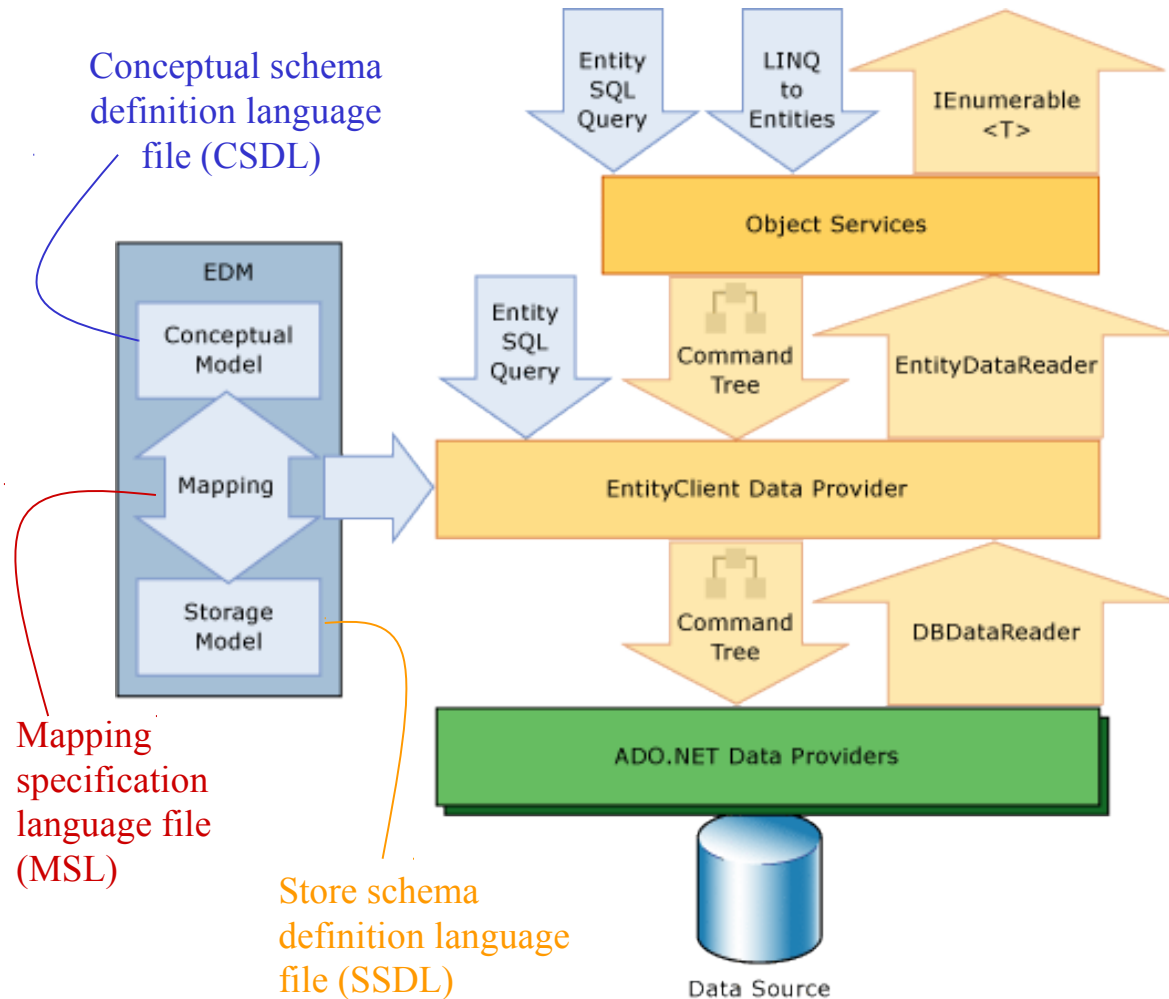 Conceptual schema
definition language
file (CSDL)
Entity
SQL
Query
LINQ
to
Entities
IEnumerable
<T>
Object Services
EDM
Conceptual
Model
Mapping
Storage
Model
Entity
SQL
Query
Command
Tree
EntityDataReader
EntityClient Data Provider
Command
Tree
DBDataReader
ADO.NET Data Providers
Mapping
specification
language file
(MSL)
Store schema
definition language
file (SSDL)
Data Source